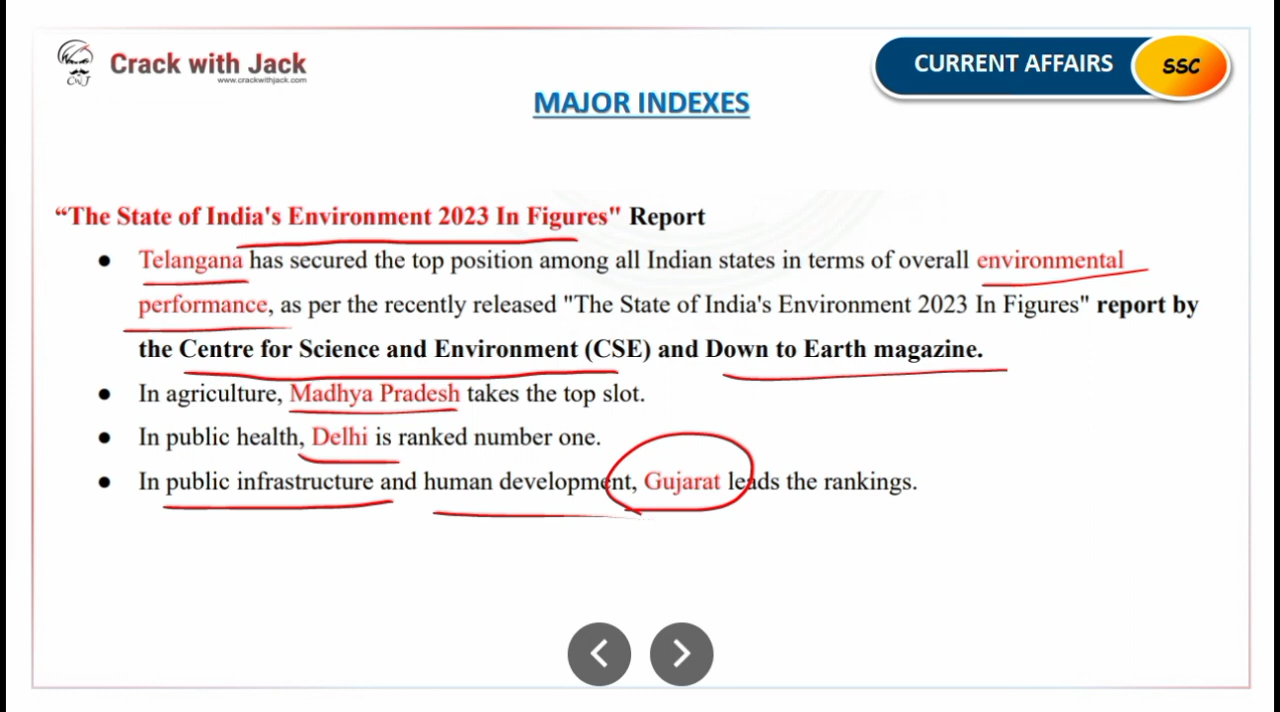 Crack with Jack
www.crackwithjack.com
CWJ
CURRENT AFFAIRS
SSC
MAJOR INDEXES
“The State of India's Environment 2023 In Figures" Report
● Telangana has secured the top position among all Indian states in terms of overall environmental
performance, as per the recently released "The State of India's Environment 2023 In Figures" report by
the Centre for Science and Environment (CSE) and Down to Earth magazine.
● In agriculture, Madhya Pradesh takes the top slot.
● In public health, Delhi is ranked number one.
● In public infrastructure and human development, Gujarat leads the rankings.